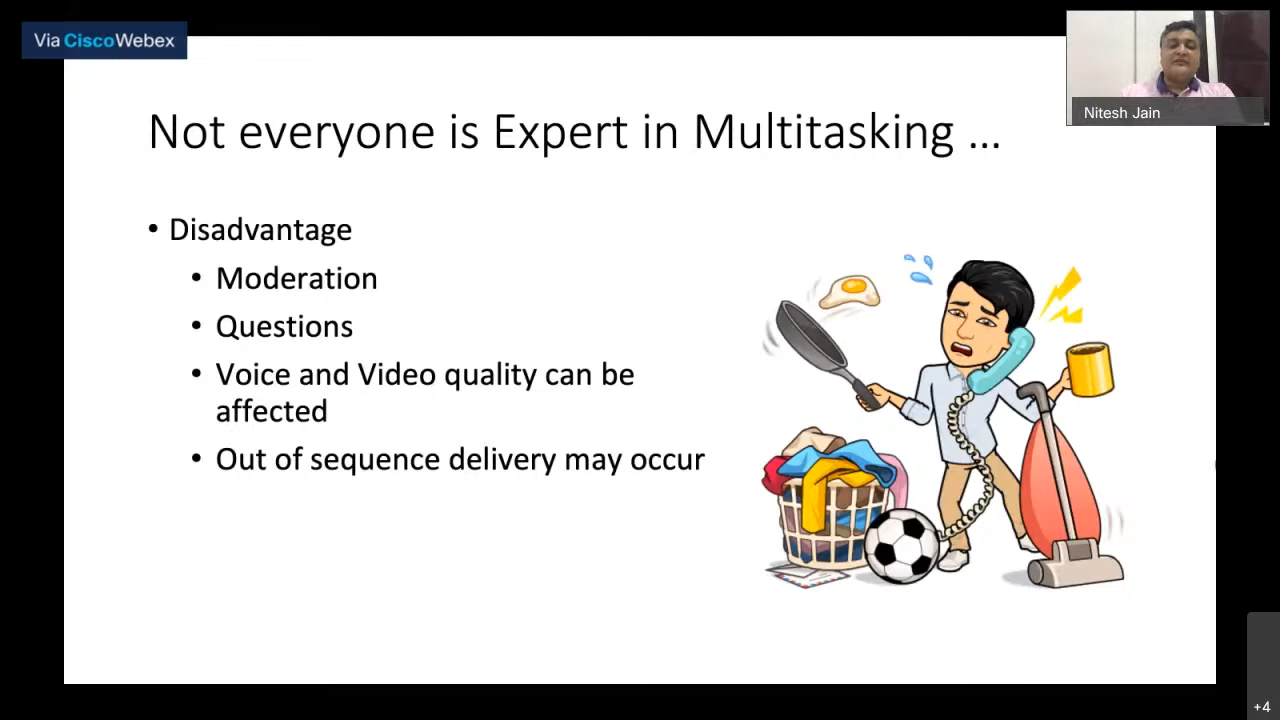 Via CiscoWebex
Nitesh Jain
Not everyone is Expert in Multitasking ...
• Disadvantage
• Moderation
• Questions
• Voice and Video quality can be
affected
• Out of sequence delivery may occur
+4